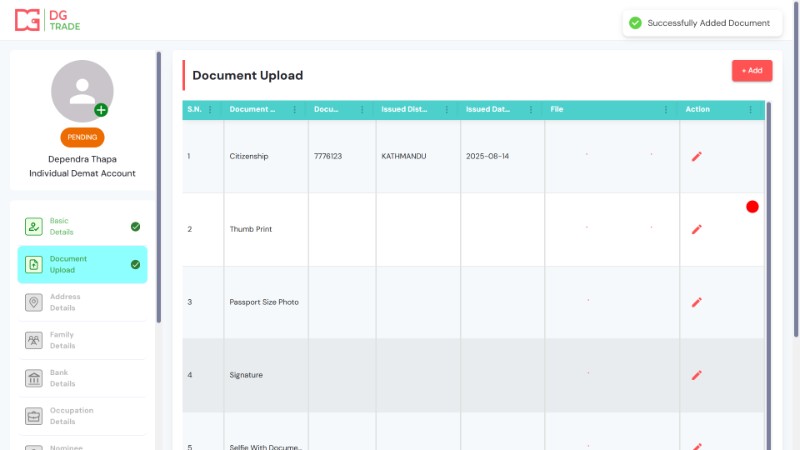 DG
TRADE
Successfully Added Document
PENDING
Dependra Thapa
Individual Demat Account
Basic
Details
Document
Upload
Address
Details
Family
Details
Bank
Details
Occupation
Details
Nominee
Document Upload
+ Add
S.N. Document ... Docu... Issued Dist... Issued Dat... File Action
1 Citizenship 7776123 KATHMANDU 2025-08-14
2 Thumb Print
3 Passport Size Photo
4 Signature
5 Selfie With Docume...